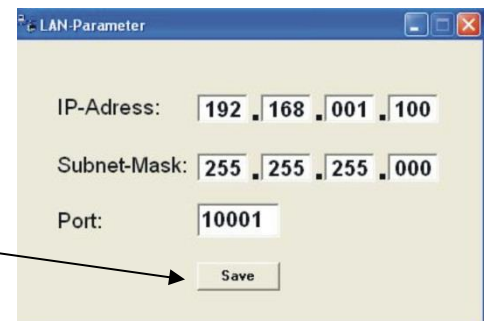 LAN-Parameter
IP-Adress: 192 . 168 . 001 . 100
Subnet-Mask: 255 . 255 . 255 . 000
Port: 10001
Save